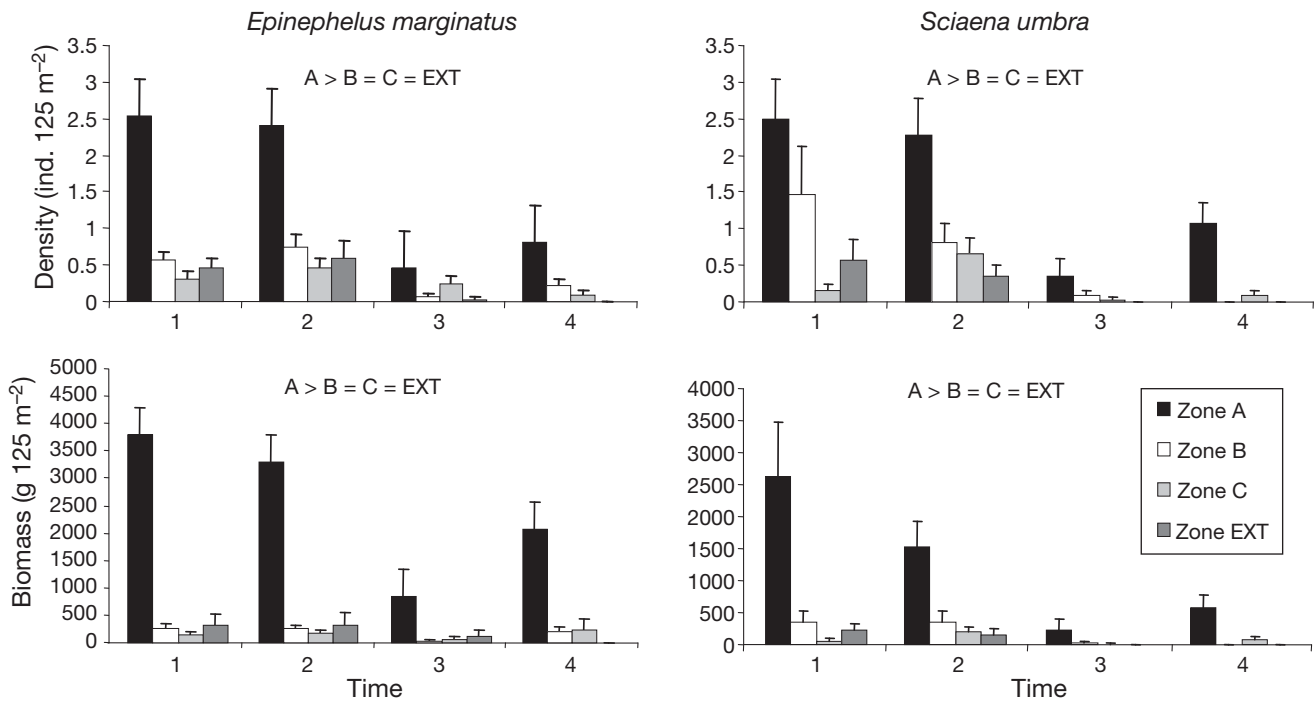 Epinephelus marginatus
Density (ind. 125 m–2)
3.5
3
2.5
2
1.5
1
0.5
0
A > B = C = EXT
1 2 3 4
Sciaena umbra
3.5
3
2.5
2
1.5
1
0.5
0
A > B = C = EXT
1 2 3 4
Biomass (g 125 m–2)
5000
4500
4000
3500
3000
2500
2000
1500
1000
500
0
A > B = C = EXT
1 2 3 4
Time
4000
3500
3000
2500
2000
1500
1000
500
0
A > B = C = EXT
1 2 3 4
Time
Zone A
Zone B
Zone C
Zone EXT